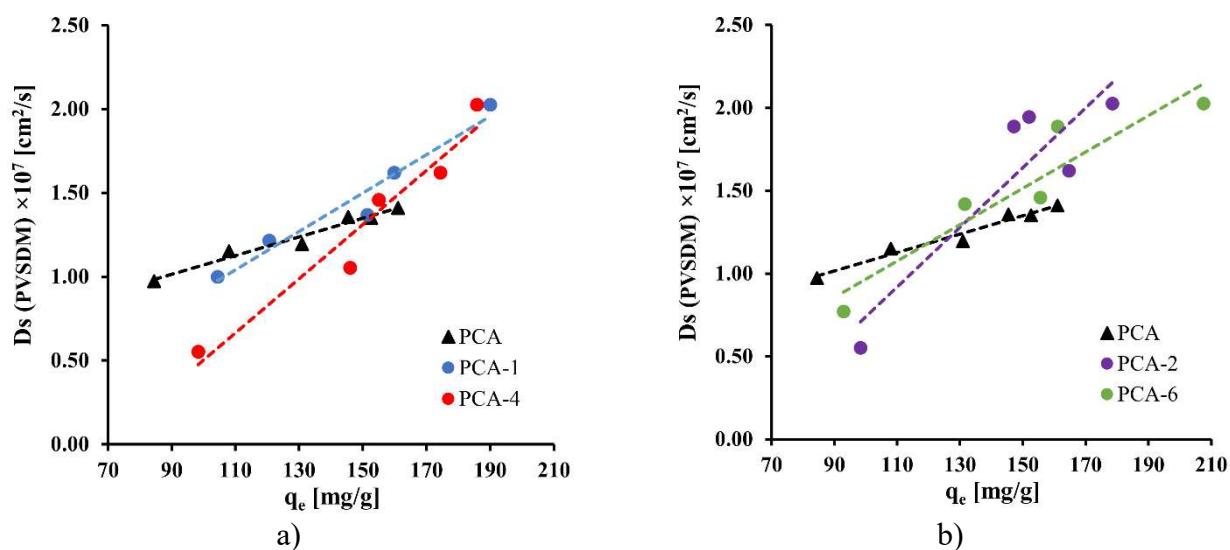 2.50
2.00
1.50
1.00
0.50
0.00
Ds (PVSDM) ×10⁷ [cm²/s]
PCA
PCA-1
PCA-4
70 90 110 130 150 170 190 210
qₑ [mg/g]
a)
2.50
2.00
1.50
1.00
0.50
0.00
Ds (PVSDM) ×10⁷ [cm²/s]
PCA
PCA-2
PCA-6
70 90 110 130 150 170 190 210
qₑ [mg/g]
b)